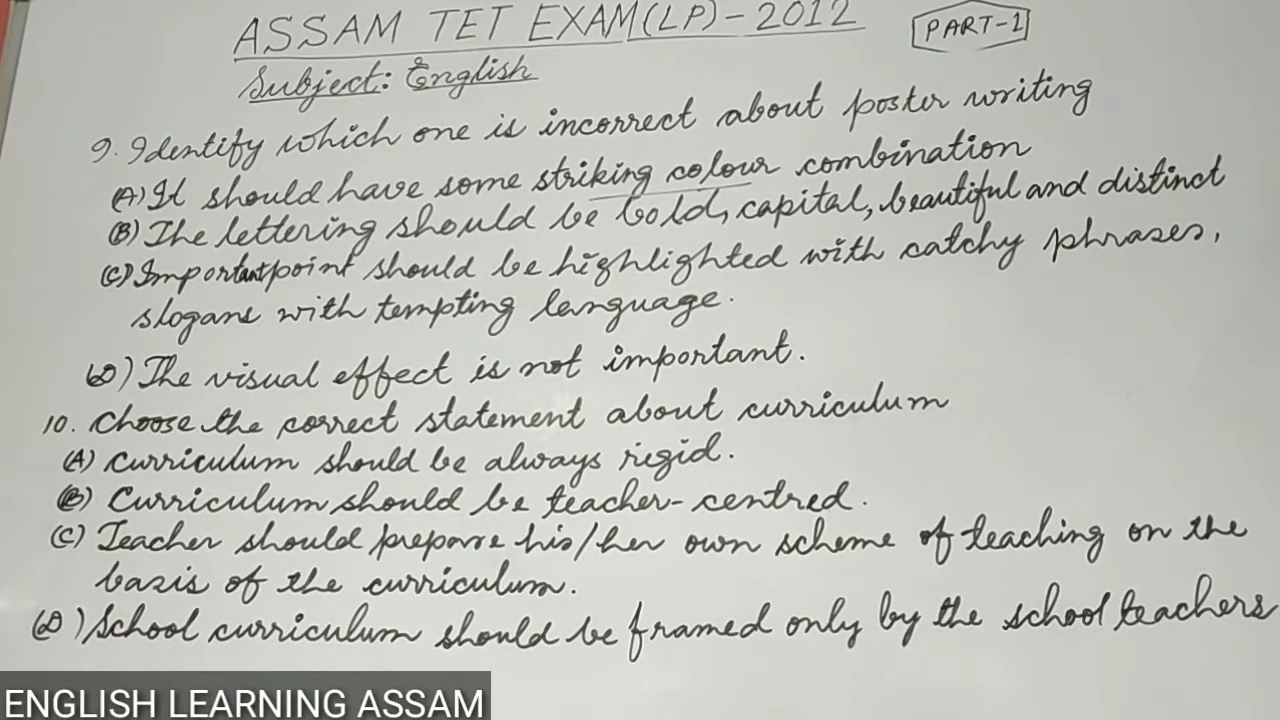 ASSAM TET EXAM(LP)-2012
PART-1
Subject: English
9. Identify which one is incorrect about poster writing
(A) It should have some striking colour combination
(B) The lettering should be bold, capital, beautiful and distinct
(C) Important point should be highlighted with catchy phrases,
slogans with tempting language.
(D) The visual effect is not important.
10. Choose the correct statement about curriculum
(A) Curriculum should be always rigid.
(B) Curriculum should be teacher-centred.
(C) Teacher should prepare his/her own scheme of teaching on the
basis of the curriculum.
(D) School curriculum should be framed only by the school teachers
ENGLISH LEARNING ASSAM